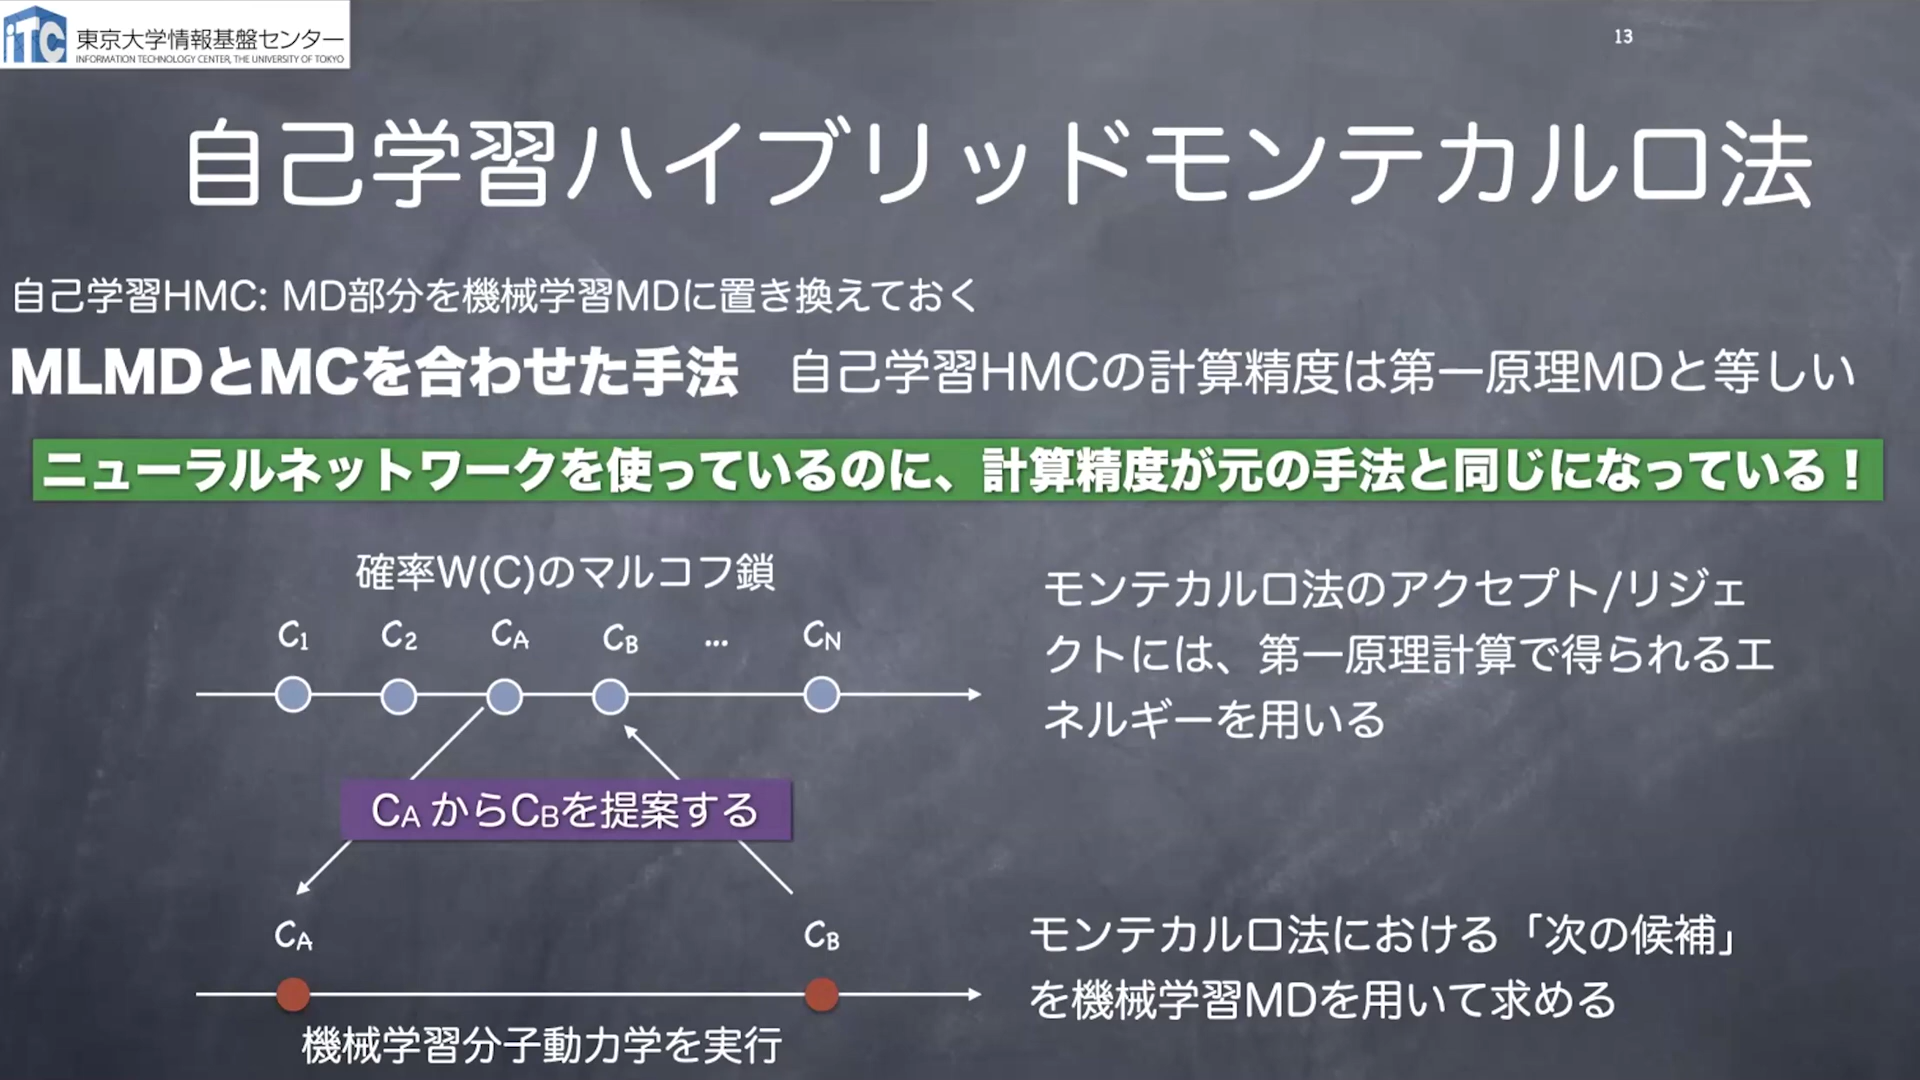 iTC 東京大学情報基盤センター
INFORMATION TECHNOLOGY CENTER, THE UNIVERSITY OF TOKYO
13
自己学習ハイブリッドモンテカルロ法
自己学習HMC: MD部分を機械学習MDに置き換えておく
MLMDとMCを合わせた手法 自己学習HMCの計算精度は第一原理MDと等しい
ニューラルネットワークを使っているのに、計算精度が元の手法と同じになっている！
確率W(C)のマルコフ鎖
C1 C2 CA CB ... CN
モンテカルロ法のアクセプト/リジェ
クトには、第一原理計算で得られるエ
ネルギーを用いる
CA からCBを提案する
CA CB
モンテカルロ法における「次の候補」
を機械学習MDを用いて求める
機械学習分子動力学を実行